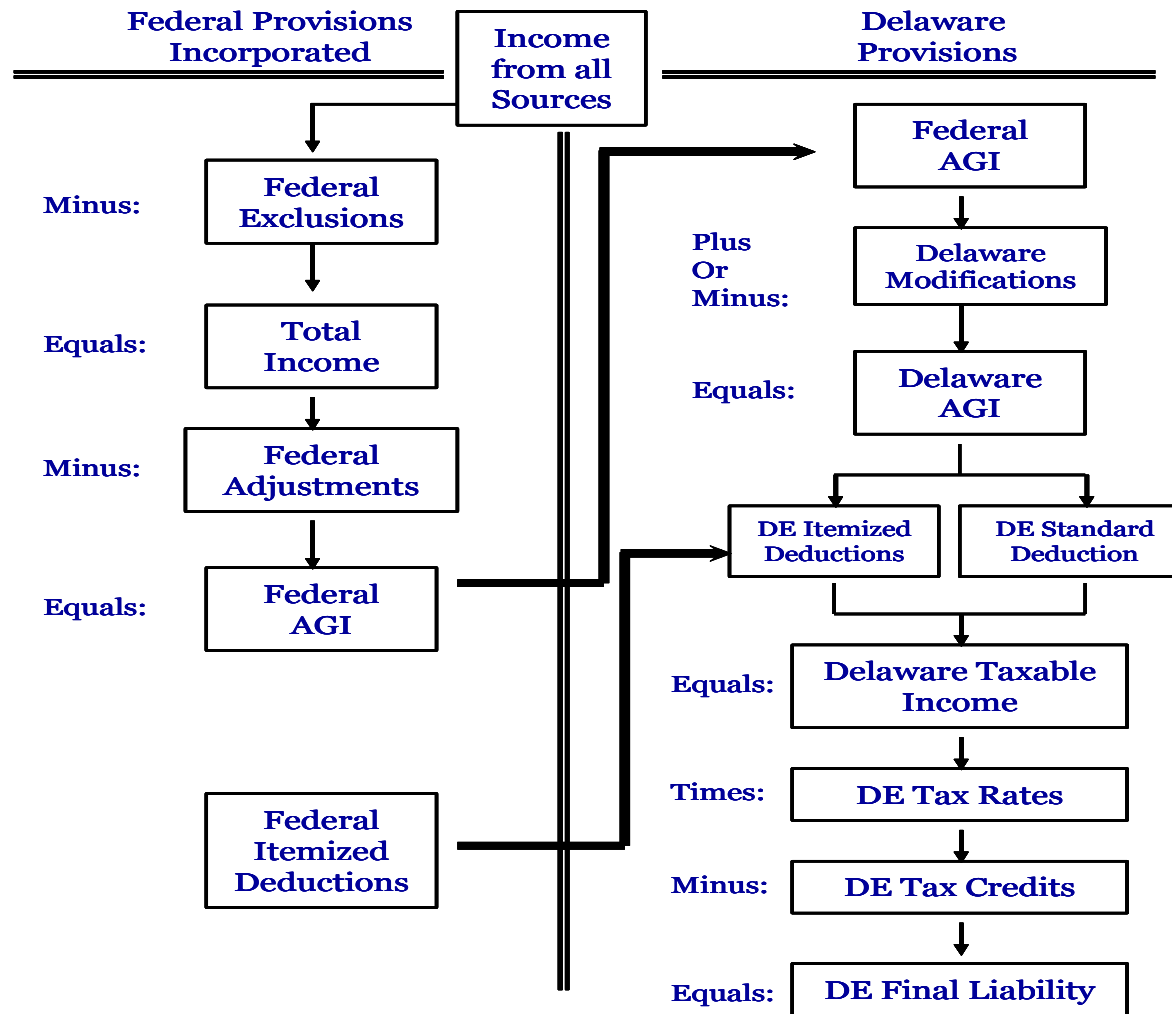 Federal Provisions
Incorporated
Income
from all
Sources
Delaware
Provisions
Minus:
Federal
Exclusions
Equals:
Total
Income
Minus:
Federal
Adjustments
Equals:
Federal
AGI
Federal
Itemized
Deductions
Federal
AGI
Plus
Or
Minus:
Delaware
Modifications
Equals:
Delaware
AGI
DE Itemized
Deductions
DE Standard
Deduction
Equals:
Delaware Taxable
Income
Times:
DE Tax Rates
Minus:
DE Tax Credits
Equals:
DE Final Liability